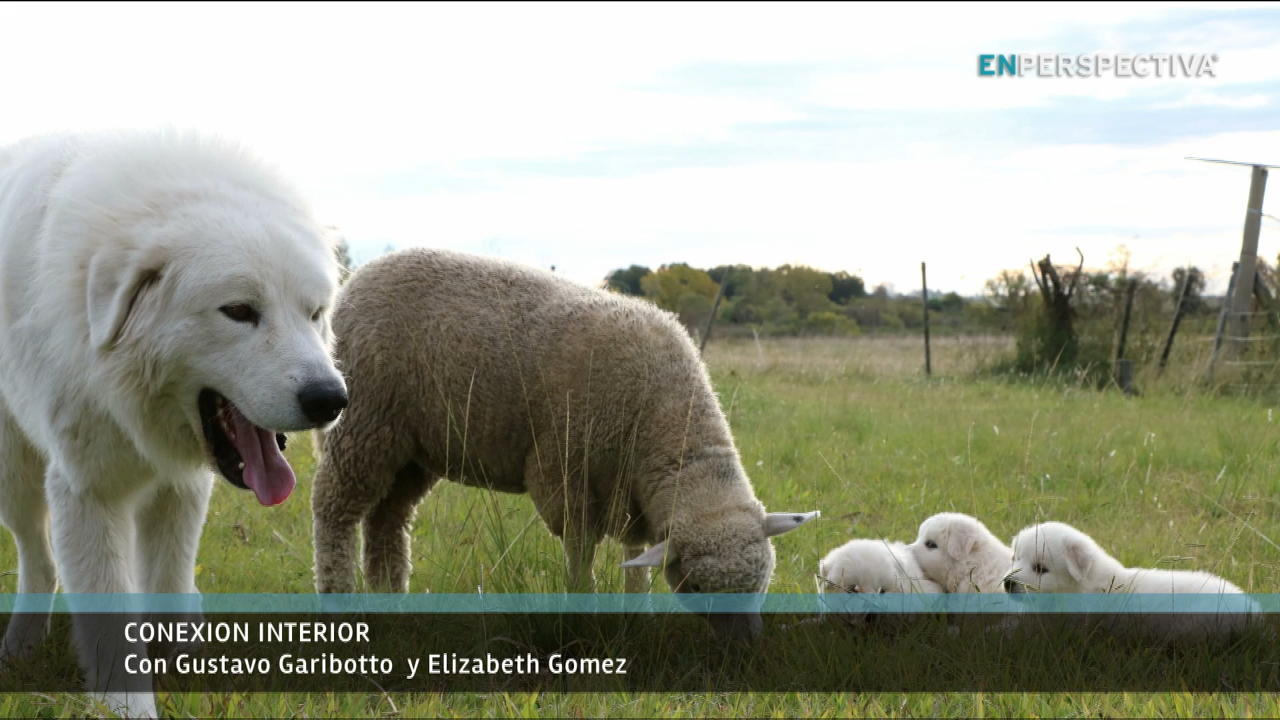 ENPERSPECTIVA®
CONEXION INTERIOR
Con Gustavo Garibotto y Elizabeth Gomez